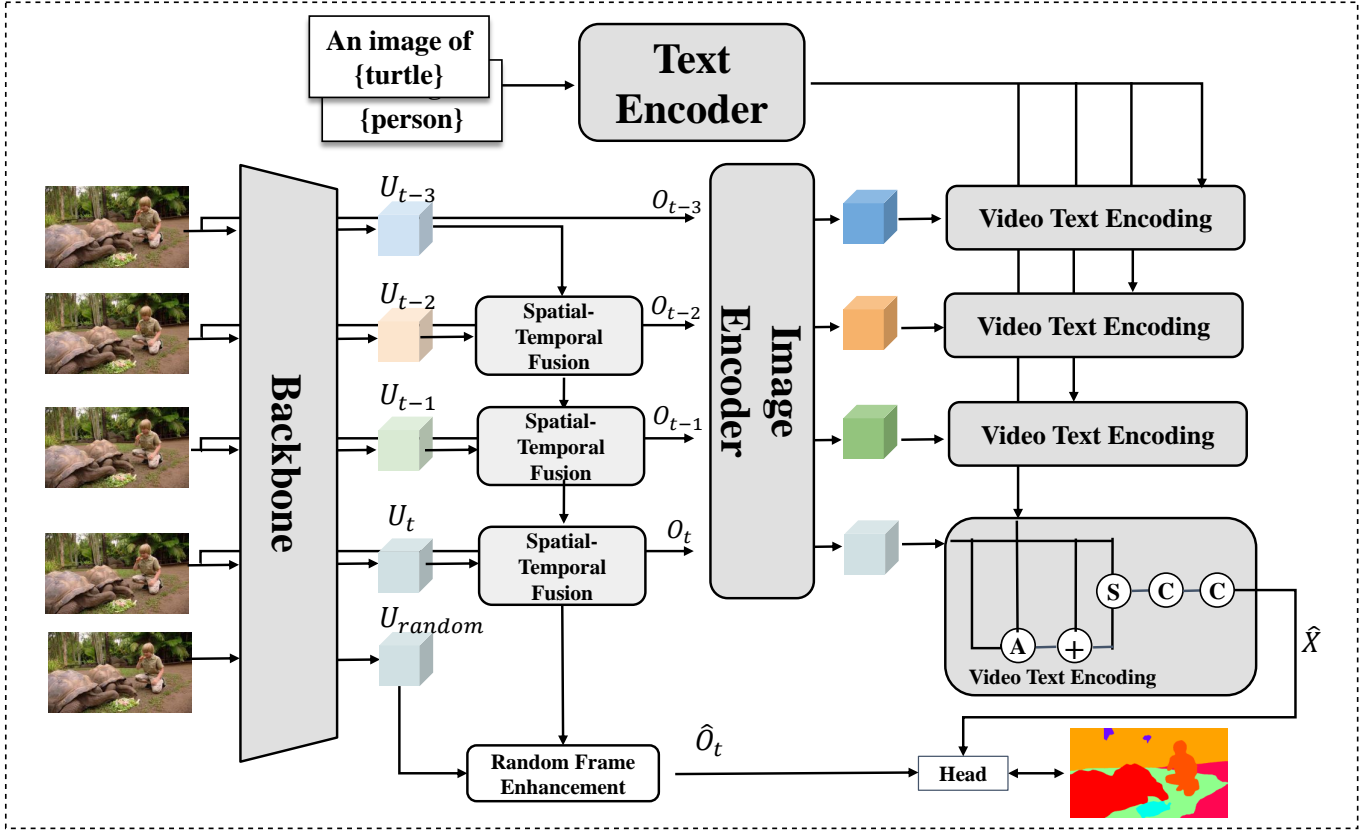 An image of
{turtle}
{person}
Text
Encoder
U_{t-3}
O_{t-3}
Video Text Encoding
U_{t-2}
Spatial-
Temporal
Fusion
O_{t-2}
Video Text Encoding
Backbone
Image
Encoder
U_{t-1}
Spatial-
Temporal
Fusion
O_{t-1}
Video Text Encoding
U_t
Spatial-
Temporal
Fusion
O_t
S
C
C
A
+
Video Text Encoding
X̂
U_{random}
Random Frame
Enhancement
Ô_t
Head